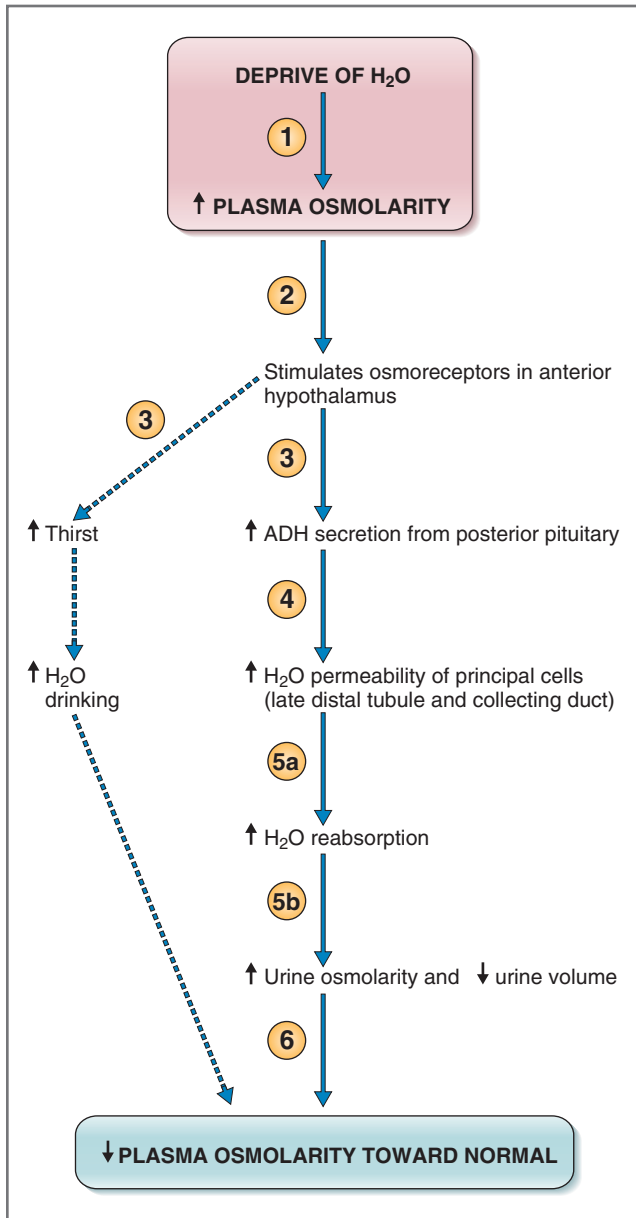 DEPRIVE OF H₂O
1
↑ PLASMA OSMOLARITY
2
Stimulates osmoreceptors in anterior
hypothalamus
3
3
↑ Thirst
↑ ADH secretion from posterior pituitary
4
↑ H₂O
drinking
↑ H₂O permeability of principal cells
(late distal tubule and collecting duct)
5a
↑ H₂O reabsorption
5b
↑ Urine osmolarity and ↓ urine volume
6
↓ PLASMA OSMOLARITY TOWARD NORMAL